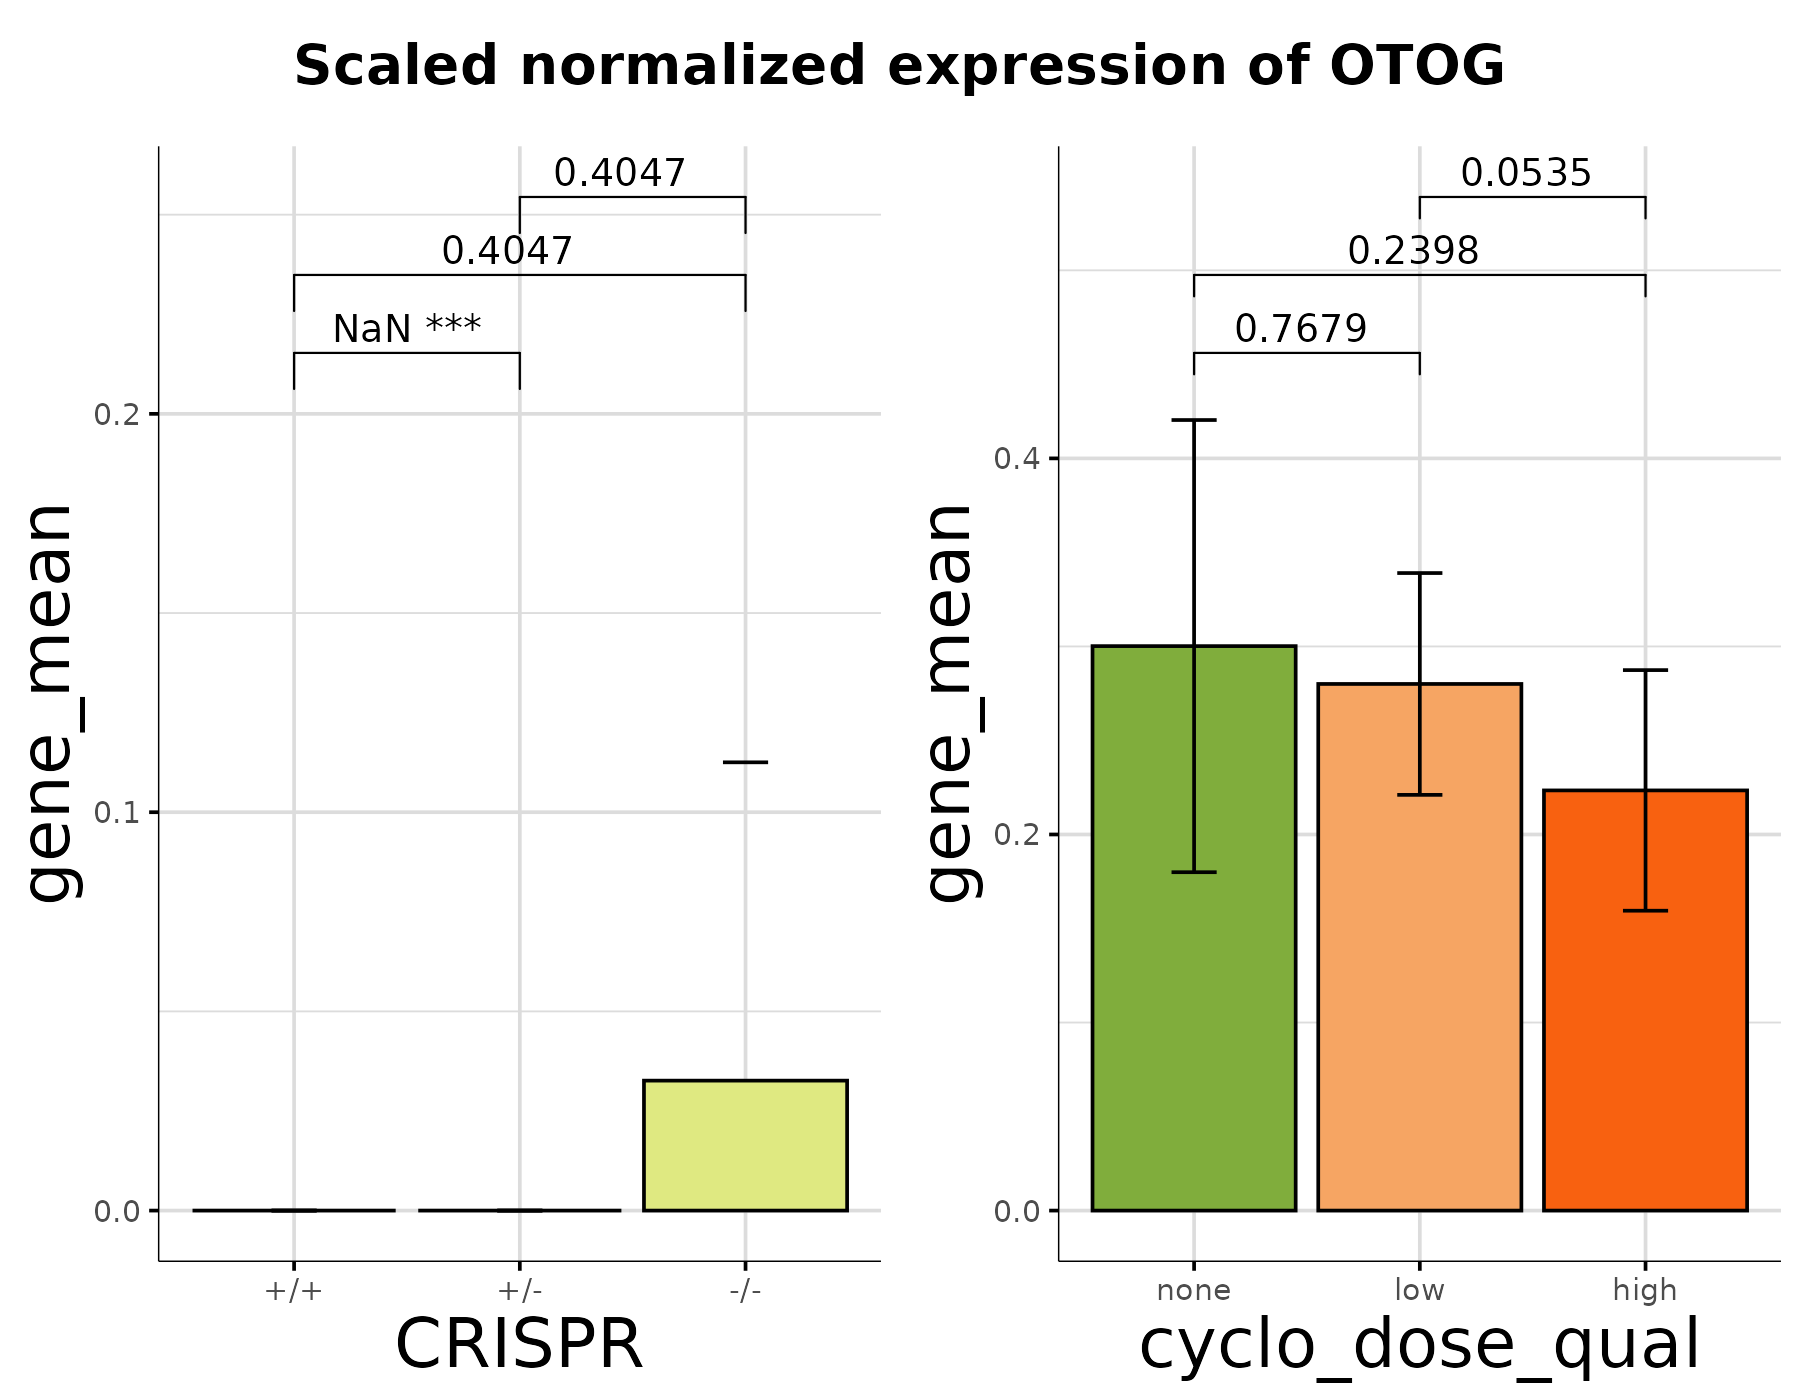 Scaled normalized expression of OTOG
gene_mean
0.4047
0.4047
NaN ***
0.2
0.1
0.0
+/+ +/- -/-
CRISPR
gene_mean
0.0535
0.2398
0.7679
0.4
0.2
0.0
none low high
cyclo_dose_qual